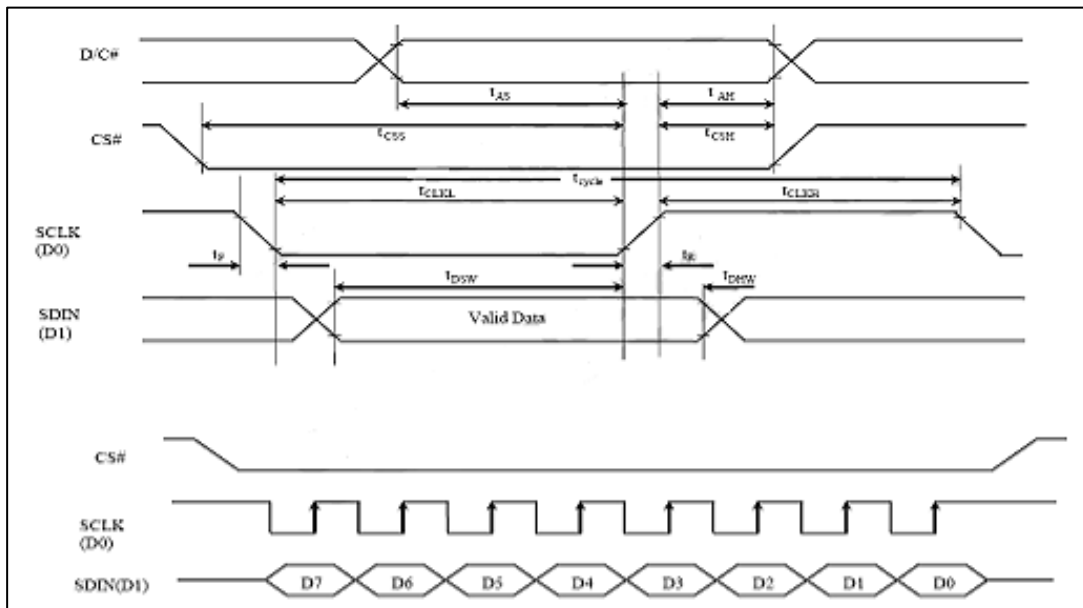 D/C#
tAS
tAH
CS#
tCSS
tCSH
tcycle
tCLKL
tCLKH
SCLK
(D0)
tF
tR
tDSW
tDHW
SDIN
(D1)
Valid Data
CS#
SCLK
(D0)
SDIN(D1)
D7
D6
D5
D4
D3
D2
D1
D0